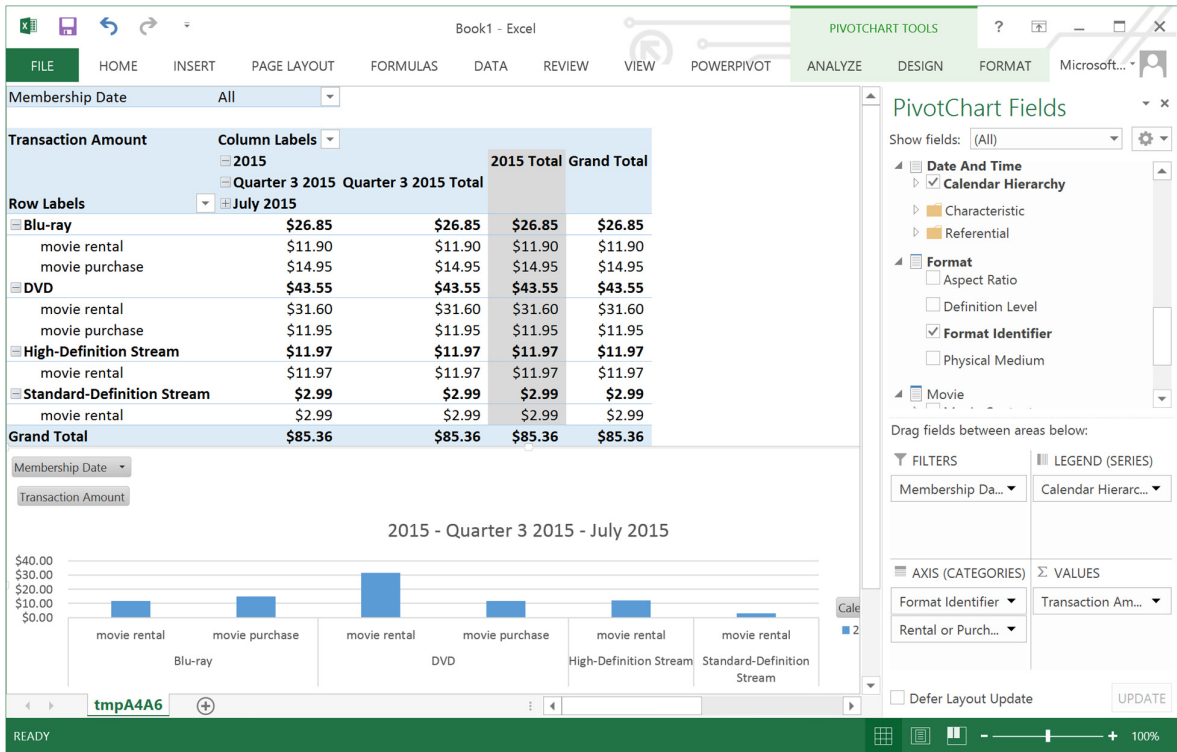 Book1 - Excel
PIVOTCHART TOOLS
?
FILE HOME INSERT PAGE LAYOUT FORMULAS DATA REVIEW VIEW POWERPIVOT ANALYZE DESIGN FORMAT Microsoft...
Membership Date All
Transaction Amount Column Labels
2015 2015 Total Grand Total
Quarter 3 2015 Quarter 3 2015 Total
Row Labels July 2015
Blu-ray $26.85 $26.85 $26.85 $26.85
movie rental $11.90 $11.90 $11.90 $11.90
movie purchase $14.95 $14.95 $14.95 $14.95
DVD $43.55 $43.55 $43.55 $43.55
movie rental $31.60 $31.60 $31.60 $31.60
movie purchase $11.95 $11.95 $11.95 $11.95
High-Definition Stream $11.97 $11.97 $11.97 $11.97
movie rental $11.97 $11.97 $11.97 $11.97
Standard-Definition Stream $2.99 $2.99 $2.99 $2.99
movie rental $2.99 $2.99 $2.99 $2.99
Grand Total $85.36 $85.36 $85.36 $85.36
Membership Date
Transaction Amount
2015 - Quarter 3 2015 - July 2015
$40.00
$30.00
$20.00
$10.00
$0.00
movie rental movie purchase movie rental movie purchase movie rental movie rental
Blu-ray DVD High-Definition Stream Standard-Definition
Stream
Cale
2
tmpA4A6
READY
PivotChart Fields
Show fields: (All)
Date And Time
Calendar Hierarchy
Characteristic
Referential
Format
Aspect Ratio
Definition Level
Format Identifier
Physical Medium
Movie
Drag fields between areas below:
FILTERS
LEGEND (SERIES)
Membership Da...
Calendar Hierarc...
AXIS (CATEGORIES)
Σ VALUES
Format Identifier
Transaction Am...
Rental or Purch...
Defer Layout Update
UPDATE
100%